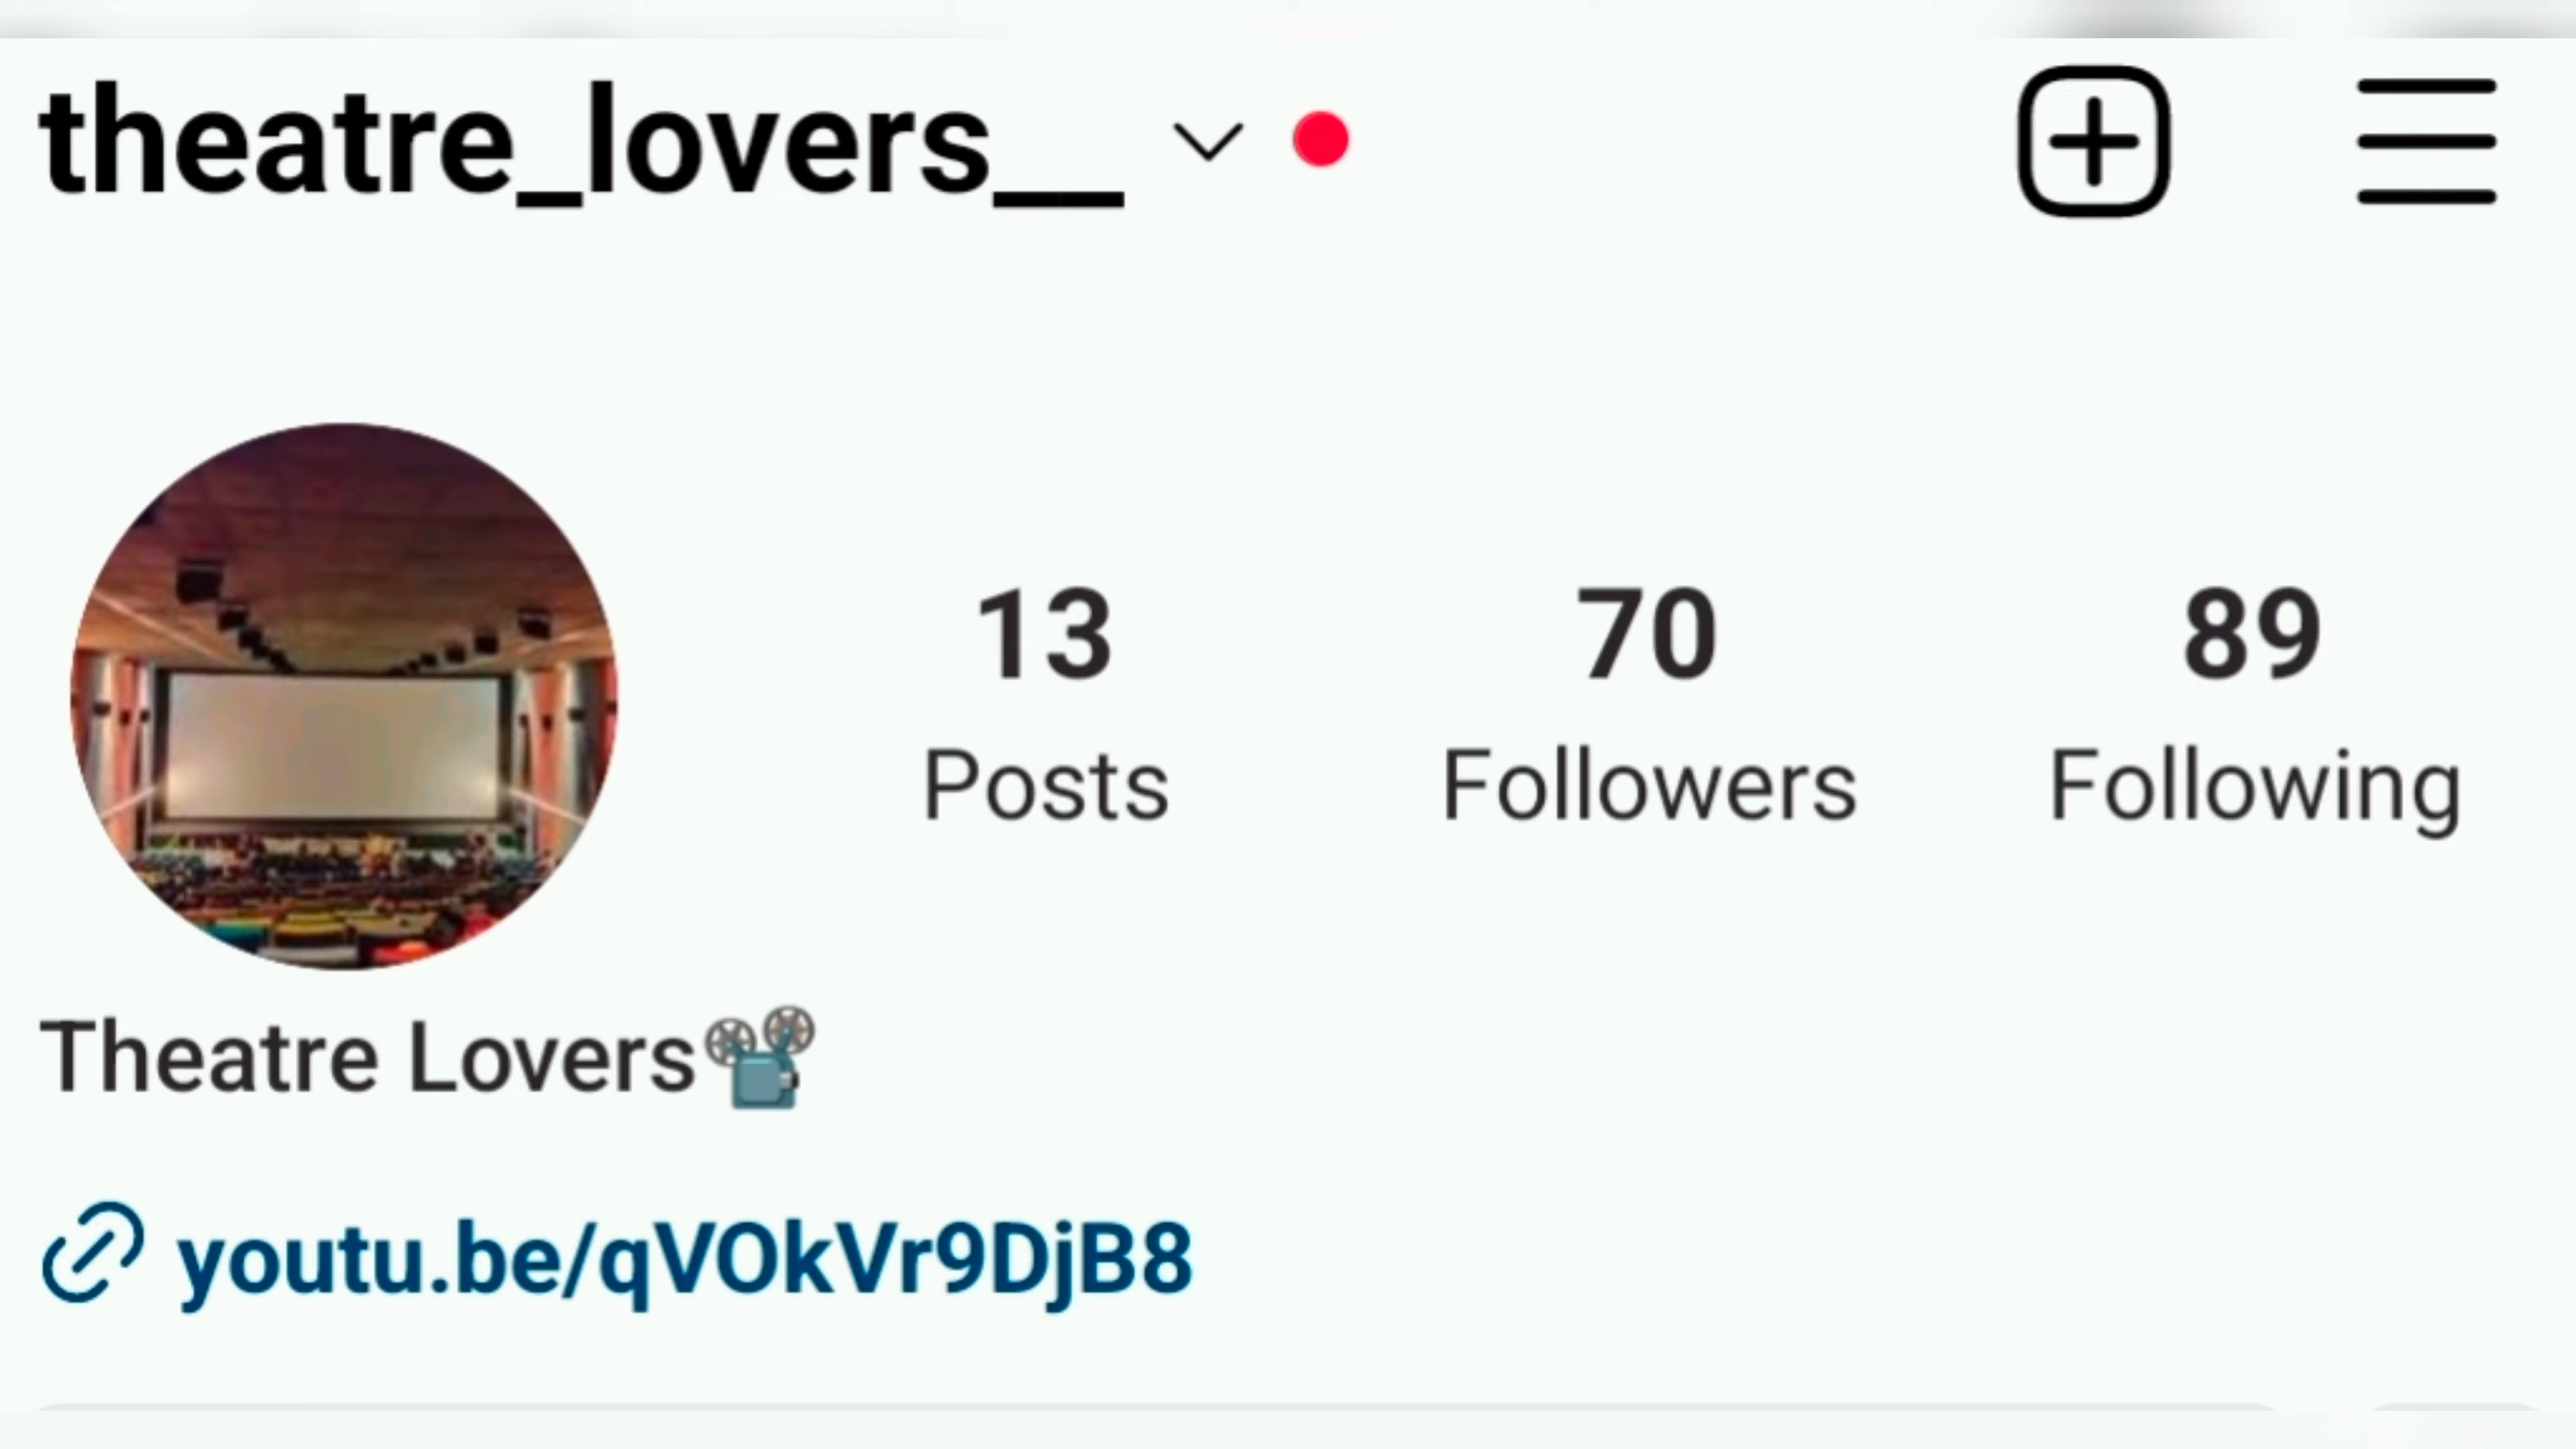 theatre_lovers__
13 70 89
Posts Followers Following
Theatre Lovers📽
youtu.be/qVOkVr9DjB8